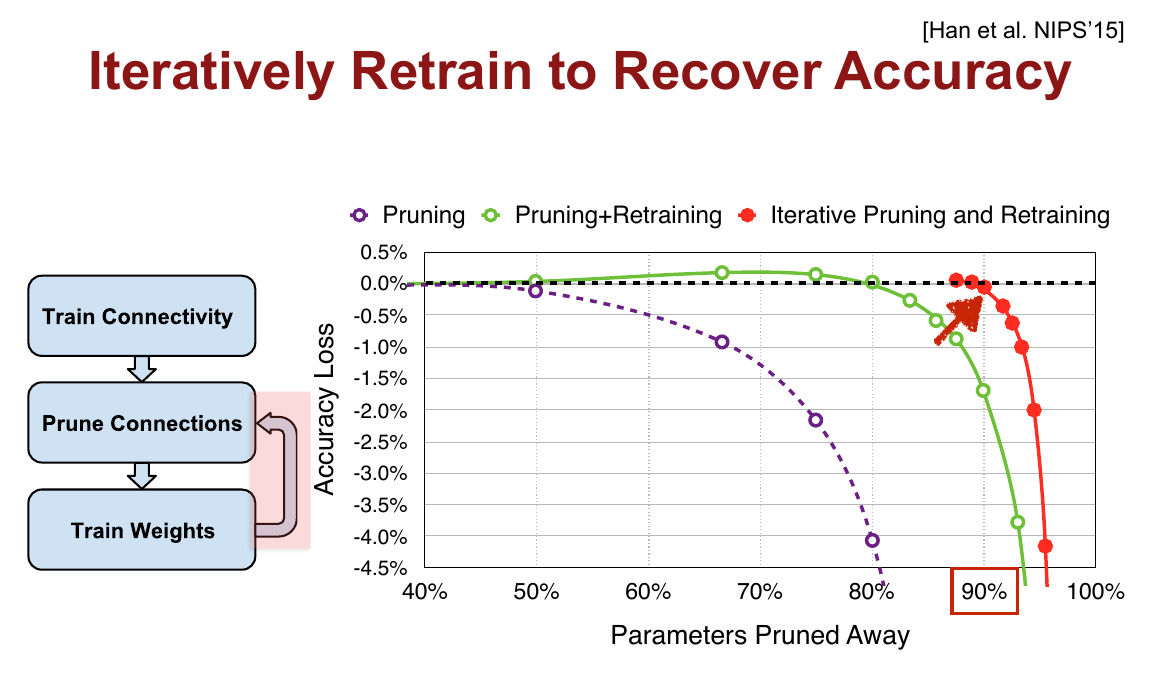 [Han et al. NIPS'15]
Iteratively Retrain to Recover Accuracy
Pruning
Pruning+Retraining
Iterative Pruning and Retraining
Train Connectivity
Prune Connections
Train Weights
Accuracy Loss
0.5%
0.0%
-0.5%
-1.0%
-1.5%
-2.0%
-2.5%
-3.0%
-3.5%
-4.0%
-4.5%
40% 50% 60% 70% 80% 90% 100%
Parameters Pruned Away